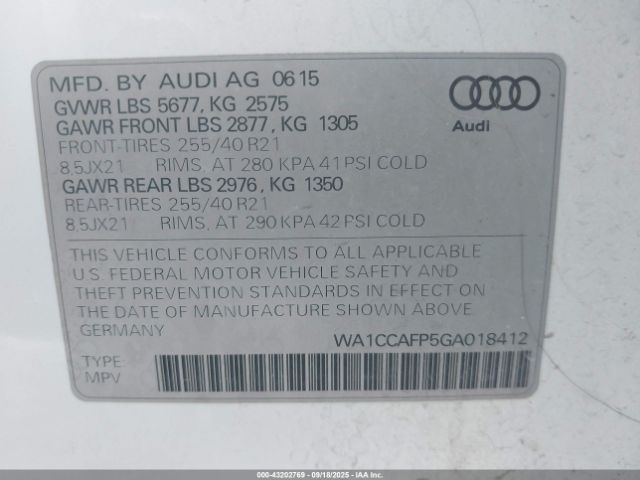 MFD. BY AUDI AG 0615
GVWR LBS 5677, KG 2575
GAWR FRONT LBS 2877, KG 1305
FRONT-TIRES 255/40 R21
8,5JX21 RIMS, AT 280 KPA 41 PSI COLD
GAWR REAR LBS 2976, KG 1350
REAR-TIRES 255/40 R21
8,5JX21 RIMS, AT 290 KPA 42 PSI COLD
Audi
THIS VEHICLE CONFORMS TO ALL APPLICABLE
U.S. FEDERAL MOTOR VEHICLE SAFETY AND
THEFT PREVENTION STANDARDS IN EFFECT ON
THE DATE OF MANUFACTURE SHOWN ABOVE.
GERMANY
WA1CCAFP5GA018412
TYPE:
MPV
000-43202769 - 09/18/2025 - IAA Inc.